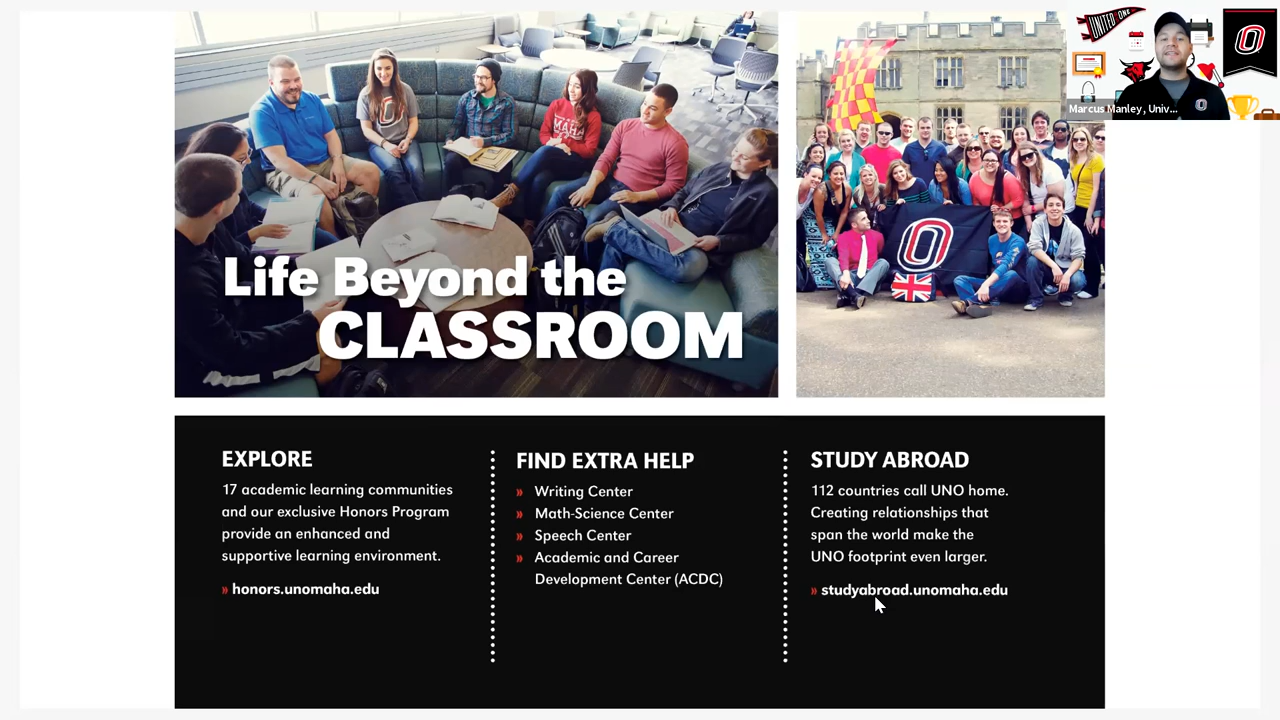 UNITED ONE
Marcus Manley, Univ...
OMAHA
Life Beyond the
CLASSROOM
EXPLORE
17 academic learning communities
and our exclusive Honors Program
provide an enhanced and
supportive learning environment.
» honors.unomaha.edu
FIND EXTRA HELP
» Writing Center
» Math-Science Center
» Speech Center
» Academic and Career
Development Center (ACDC)
STUDY ABROAD
112 countries call UNO home.
Creating relationships that
span the world make the
UNO footprint even larger.
» studyabroad.unomaha.edu